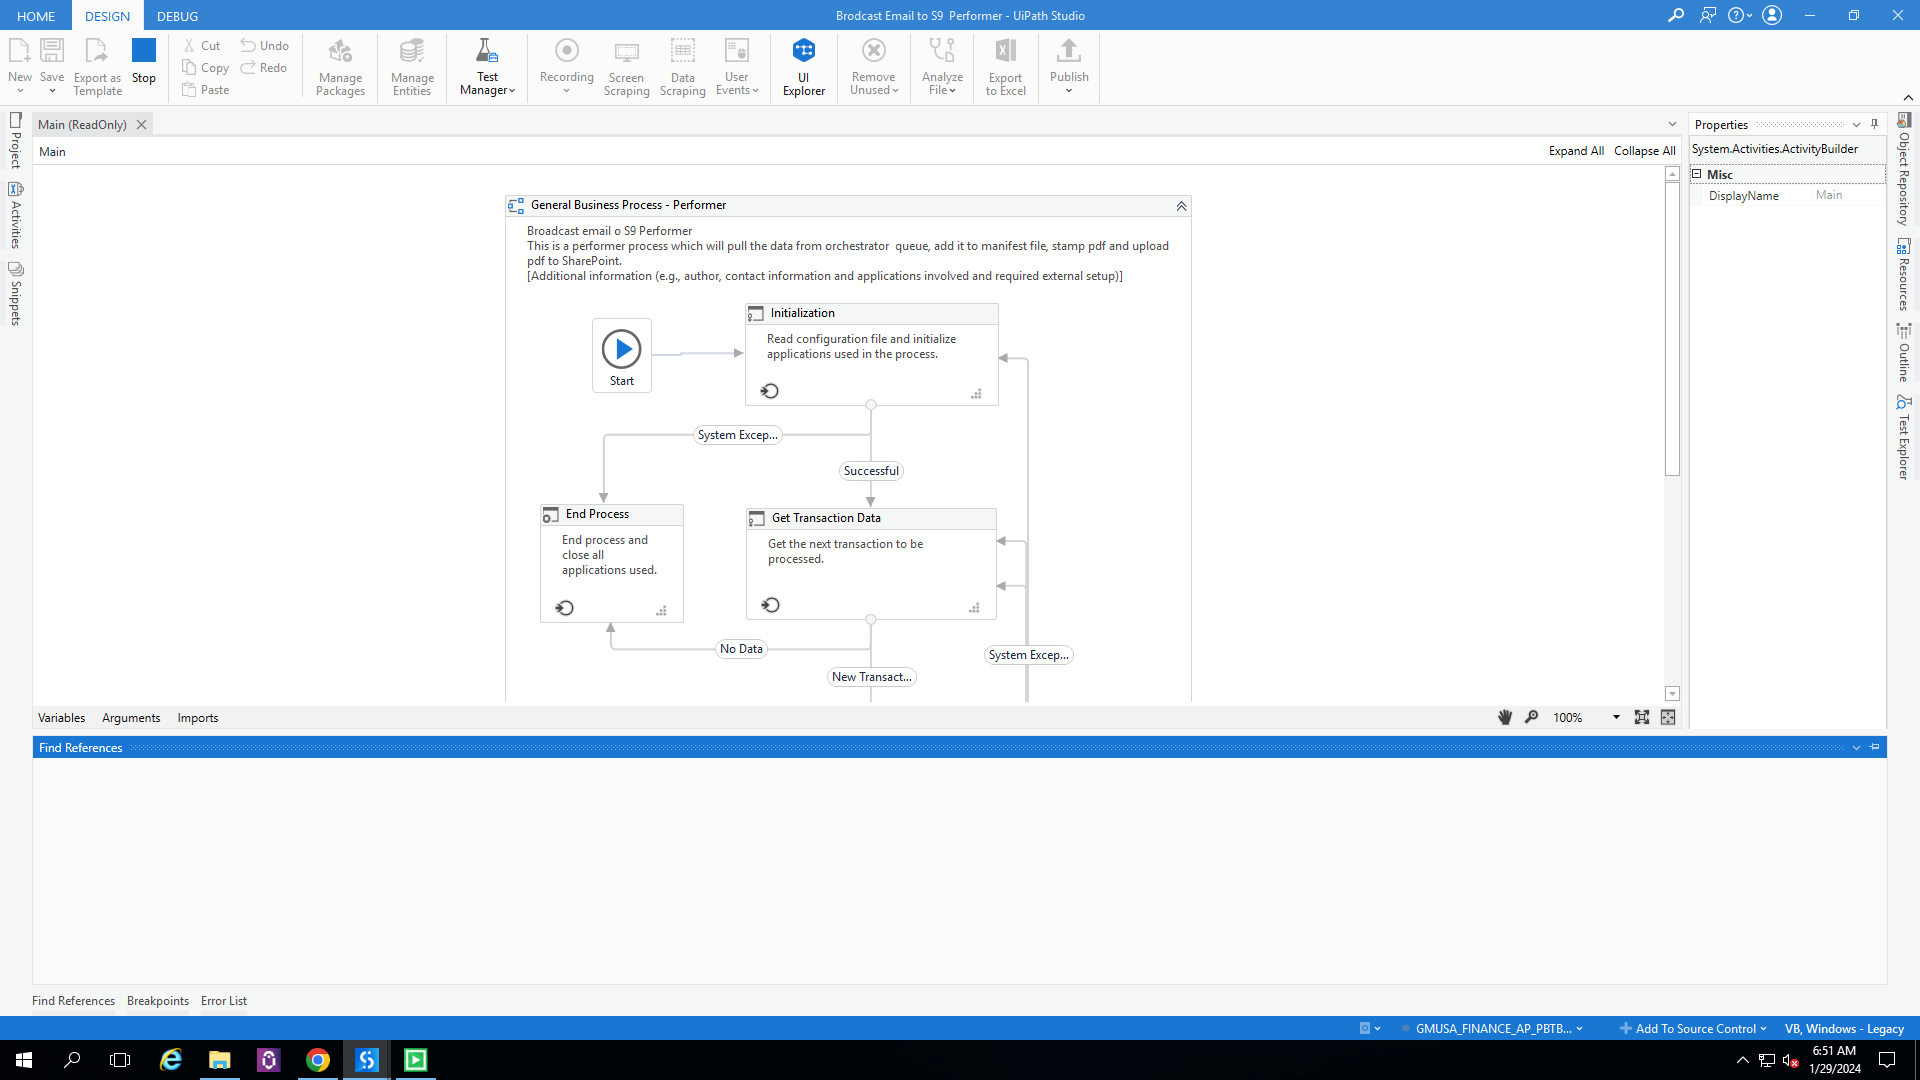 HOME DESIGN DEBUG
Brodcast Email to S9  Performer - UiPath Studio
New
Save
Export as
Template
Stop
Cut
Copy
Paste
Undo
Redo
Manage
Packages
Manage
Entities
Test
Manager
Recording
Screen
Scraping
Data
Scraping
User
Events
UI
Explorer
Remove
Unused
Analyze
File
Export
to Excel
Publish
Project
Activities
Snippets
Main (ReadOnly)
Main
Expand All Collapse All
General Business Process - Performer
Broadcast email o S9 Performer
This is a performer process which will pull the data from orchestrator  queue, add it to manifest file, stamp pdf and upload
pdf to SharePoint.
[Additional information (e.g., author, contact information and applications involved and required external setup)]
Start
Initialization
Read configuration file and initialize
applications used in the process.
System Excep...
Successful
End Process
End process and
close all
applications used.
Get Transaction Data
Get the next transaction to be
processed.
No Data
System Excep...
New Transact...
Variables Arguments Imports
100%
Properties
System.Activities.ActivityBuilder
Misc
DisplayName Main
Object Repository
Resources
Outline
Test Explorer
Find References
Find References Breakpoints Error List
GMUSA_FINANCE_AP_PBTB...
Add To Source Control
VB, Windows - Legacy
6:51 AM
1/29/2024